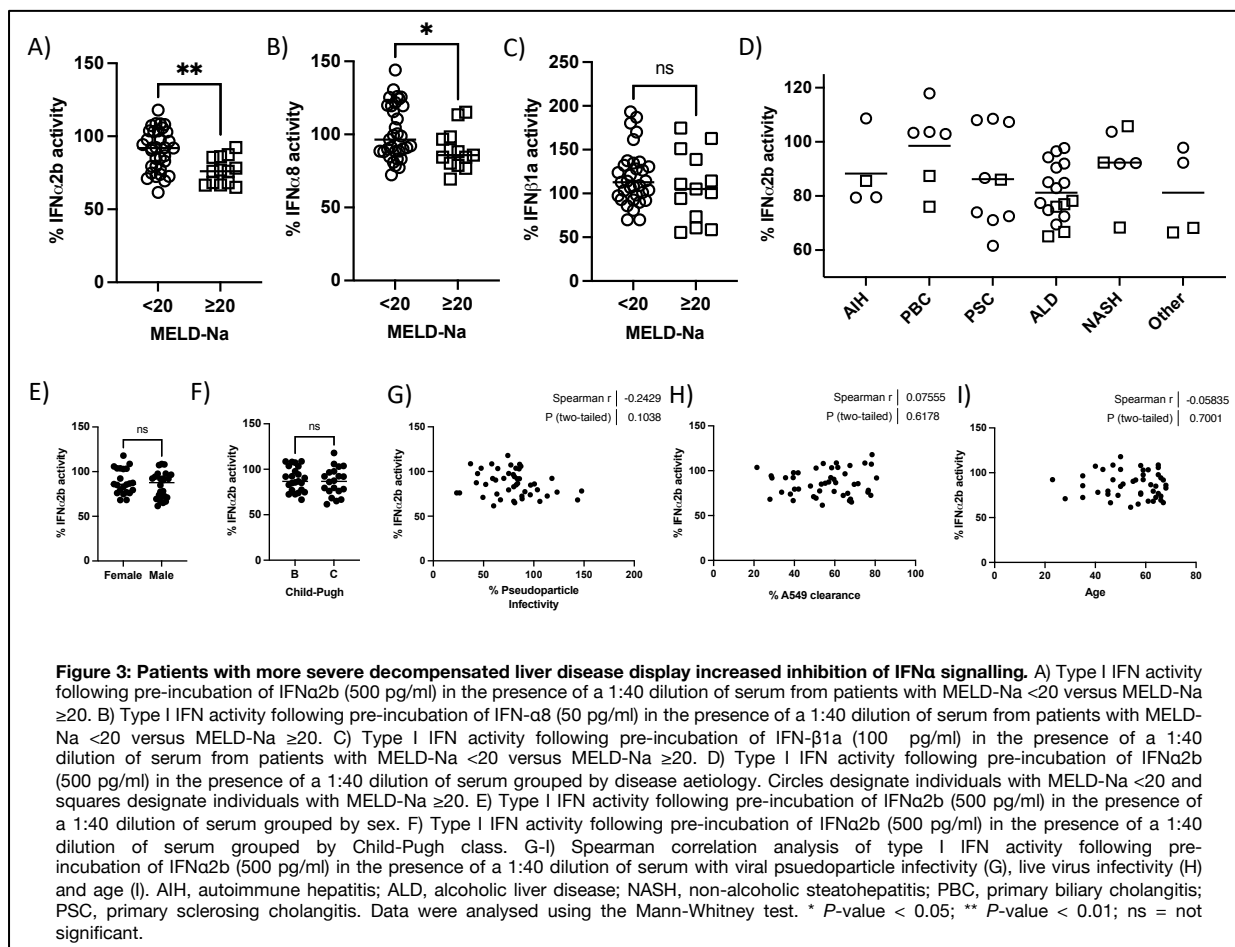 A)
**
% IFNα2b activity
150
100
50
0
<20 ≥20
MELD-Na
B)
*
% IFNα8 activity
150
100
50
0
<20 ≥20
MELD-Na
C)
ns
% IFNβ1a activity
250
200
150
100
50
0
<20 ≥20
MELD-Na
D)
% IFNα2b activity
120
100
80
60
AIH PBC PSC ALD NASH Other
E)
ns
% IFNα2b activity
150
100
50
0
Female Male
F)
ns
% IFNα2b activity
150
100
50
0
B C
Child-Pugh
G)
Spearman r -0.2429
P (two-tailed) 0.1038
% IFNα2b activity
150
100
50
0
0 50 100 150 200
% Pseudoparticle
Infectivity
H)
Spearman r 0.07555
P (two-tailed) 0.6178
% IFNα2b activity
150
100
50
0
0 20 40 60 80 100
% A549 clearance
I)
Spearman r -0.05835
P (two-tailed) 0.7001
% IFNα2b activity
150
100
50
0
0 20 40 60 80
Age
Figure 3: Patients with more severe decompensated liver disease display increased inhibition of IFNα signalling. A) Type I IFN activity
following pre-incubation of IFNα2b (500 pg/ml) in the presence of a 1:40 dilution of serum from patients with MELD-Na <20 versus MELD-Na
≥20. B) Type I IFN activity following pre-incubation of IFN-α8 (50 pg/ml) in the presence of a 1:40 dilution of serum from patients with MELD-
Na <20 versus MELD-Na ≥20. C) Type I IFN activity following pre-incubation of IFN-β1a (100 pg/ml) in the presence of a 1:40
dilution of serum from patients with MELD-Na <20 versus MELD-Na ≥20. D) Type I IFN activity following pre-incubation of IFNα2b
(500 pg/ml) in the presence of a 1:40 dilution of serum grouped by disease aetiology. Circles designate individuals with MELD-Na <20 and
squares designate individuals with MELD-Na ≥20. E) Type I IFN activity following pre-incubation of IFNα2b (500 pg/ml) in the presence of
a 1:40 dilution of serum grouped by sex. F) Type I IFN activity following pre-incubation of IFNα2b (500 pg/ml) in the presence of a 1:40
dilution of serum grouped by Child-Pugh class. G-I) Spearman correlation analysis of type I IFN activity following pre-
incubation of IFNα2b (500 pg/ml) in the presence of a 1:40 dilution of serum with viral psuedoparticle infectivity (G), live virus infectivity (H)
and age (I). AIH, autoimmune hepatitis; ALD, alcoholic liver disease; NASH, non-alcoholic steatohepatitis; PBC, primary biliary cholangitis;
PSC, primary sclerosing cholangitis. Data were analysed using the Mann-Whitney test. * P-value < 0.05; ** P-value < 0.01; ns = not
significant.